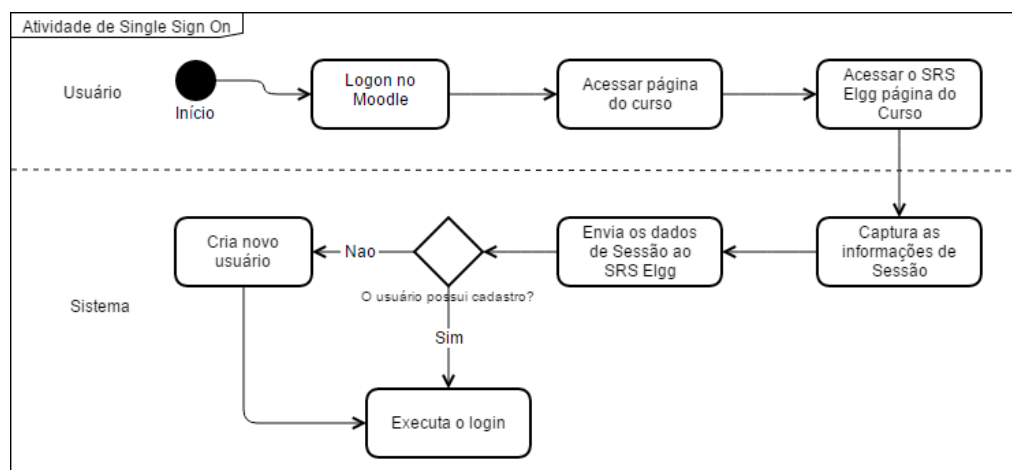 Atividade de Single Sign On
Usuário
Início
Logon no
Moodle
Acessar página
do curso
Acessar o SRS
Elgg página do
Curso
Sistema
Cria novo
usuário
Nao
O usuário possui cadastro?
Sim
Envia os dados
de Sessão ao
SRS Elgg
Captura as
informações de
Sessão
Executa o login